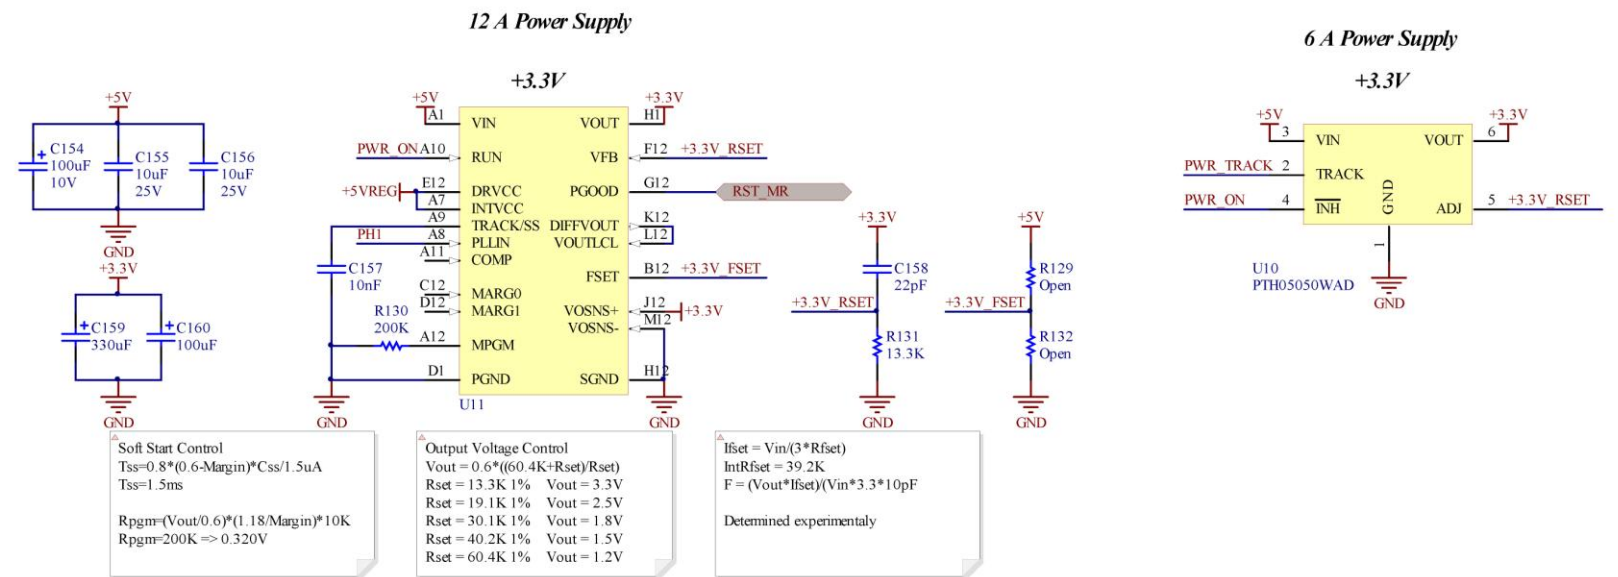 12 A Power Supply
6 A Power Supply
+3.3V
+3.3V
+5V
C154
100uF
10V
C155
10uF
25V
C156
10uF
25V
GND
+3.3V
C159
330uF
C160
100uF
GND
+5V
A1
VIN
VOUT
H1
+3.3V
PWR_ON
A10
RUN
VFB
F12
+3.3V_RSET
+5VREG
E12
DRVCC
PGOOD
G12
RST_MR
A7
INTVCC
A9
TRACK/SS
DIFFVOUT
K12
PH1
A8
PLLIN
VOUTLCL
L12
A11
COMP
FSET
B12
+3.3V_FSET
C157
10nF
C12
MARG0
D12
MARG1
VOSNS+
J12
+3.3V
VOSNS-
M12
R130
200K
A12
MPGM
D1
PGND
SGND
H12
U11
GND
GND
+3.3V
C158
22pF
+3.3V_RSET
R131
13.3K
GND
+5V
R129
Open
+3.3V_FSET
R132
Open
GND
+5V
3
VIN
VOUT
6
+3.3V
PWR_TRACK
2
TRACK
PWR_ON
4
INH
GND
ADJ
5
+3.3V_RSET
1
U10
PTH05050WAD
GND
Soft Start Control
Tss=0.8*(0.6-Margin)*Css/1.5uA
Tss=1.5ms
Rpgm=(Vout/0.6)*(1.18/Margin)*10K
Rpgm=200K => 0.320V
Output Voltage Control
Vout = 0.6*((60.4K+Rset)/Rset)
Rset = 13.3K 1% Vout = 3.3V
Rset = 19.1K 1% Vout = 2.5V
Rset = 30.1K 1% Vout = 1.8V
Rset = 40.2K 1% Vout = 1.5V
Rset = 60.4K 1% Vout = 1.2V
Ifset = Vin/(3*Rfset)
IntRfset = 39.2K
F = (Vout*Ifset)/(Vin*3.3*10pF
Determined experimentaly